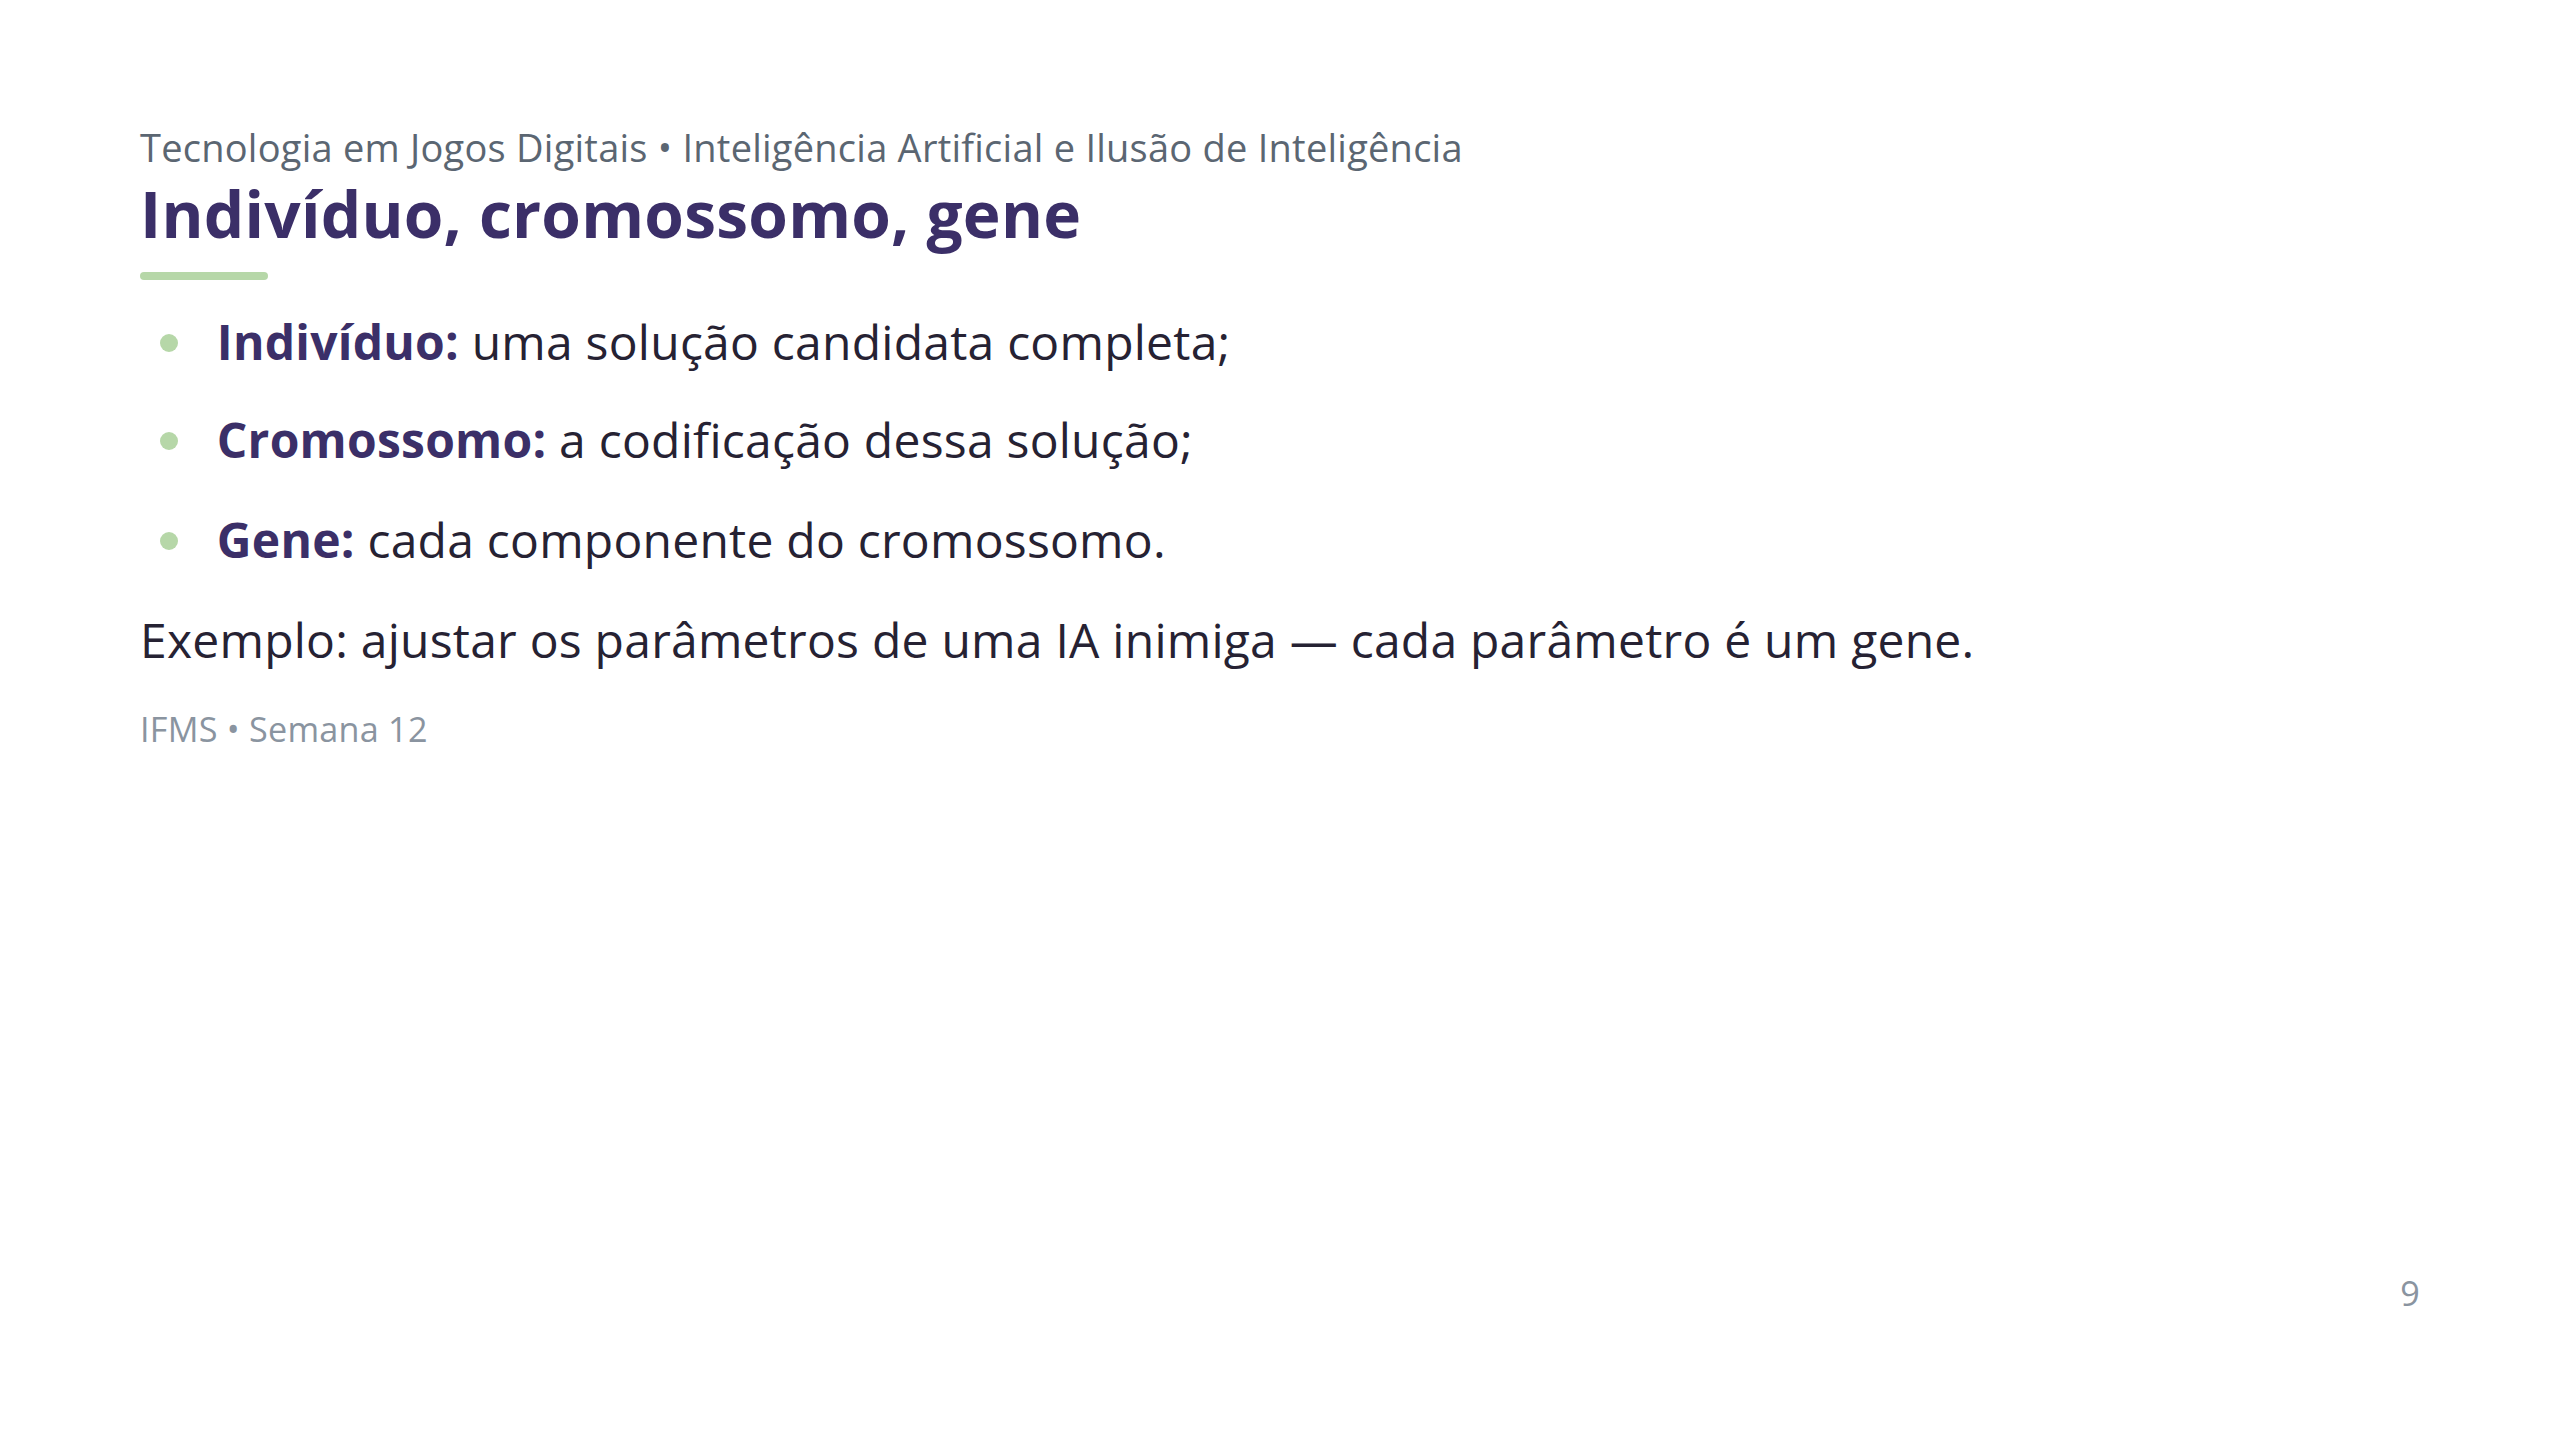 Tecnologia em Jogos Digitais • Inteligência Artificial e Ilusão de Inteligência
Indivíduo, cromossomo, gene
• Indivíduo: uma solução candidata completa;
• Cromossomo: a codificação dessa solução;
• Gene: cada componente do cromossomo.
Exemplo: ajustar os parâmetros de uma IA inimiga — cada parâmetro é um gene.
IFMS • Semana 12
9